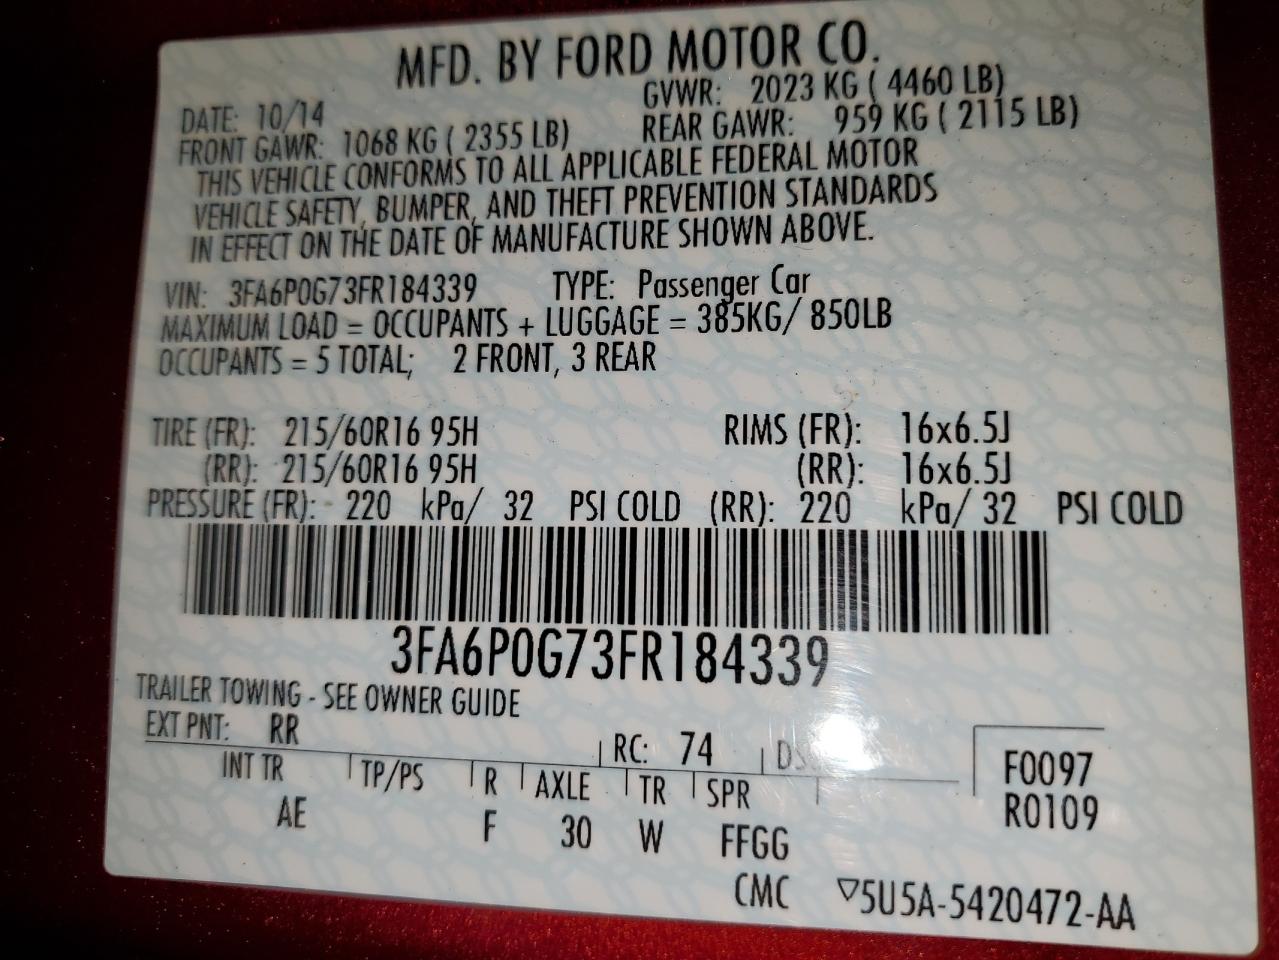 MFD. BY FORD MOTOR CO.
DATE: 10/14 GVWR: 2023 KG ( 4460 LB)
FRONT GAWR: 1068 KG ( 2355 LB) REAR GAWR: 959 KG ( 2115 LB)
THIS VEHICLE CONFORMS TO ALL APPLICABLE FEDERAL MOTOR
VEHICLE SAFETY, BUMPER, AND THEFT PREVENTION STANDARDS
IN EFFECT ON THE DATE OF MANUFACTURE SHOWN ABOVE.
VIN: 3FA6P0G73FR184339 TYPE: Passenger Car
MAXIMUM LOAD = OCCUPANTS + LUGGAGE = 385KG/ 850LB
OCCUPANTS = 5 TOTAL; 2 FRONT, 3 REAR
TIRE (FR): 215/60R16 95H RIMS (FR): 16x6.5J
(RR): 215/60R16 95H (RR): 16x6.5J
PRESSURE (FR): 220 kPa/ 32 PSI COLD (RR): 220 kPa/ 32 PSI COLD
3FA6P0G73FR184339
TRAILER TOWING - SEE OWNER GUIDE
EXT PNT: RR RC: 74
INT TR TP/PS R AXLE TR SPR F0097
AE F 30 W FFGG R0109
CMC ▽5U5A-5420472-AA